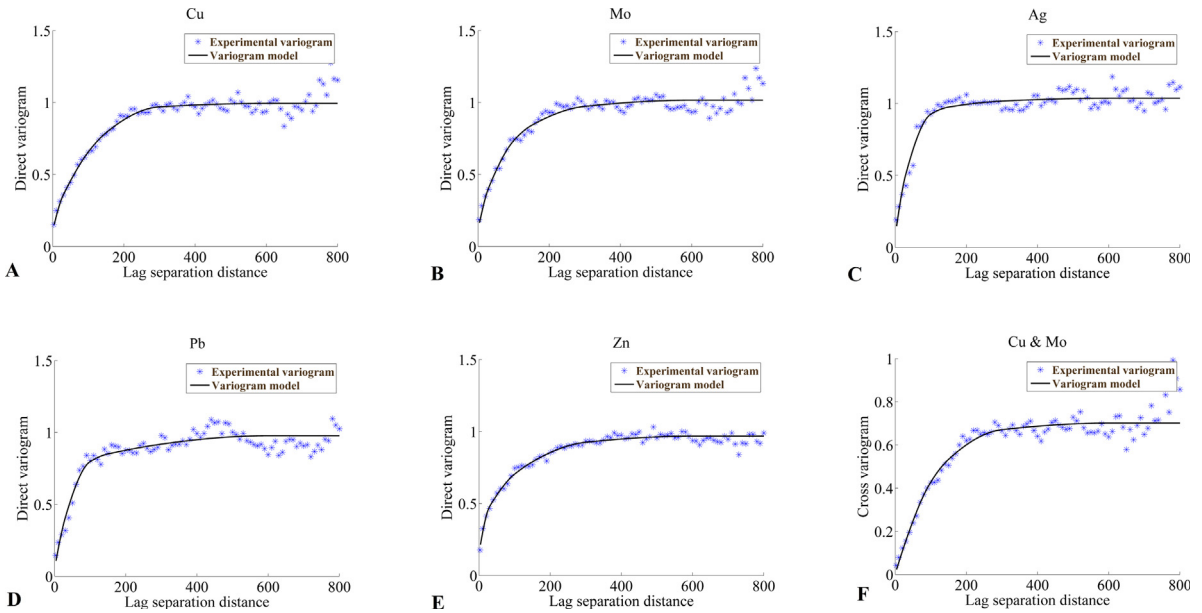 Cu
1.5
Experimental variogram
Variogram model
1
Direct variogram
0.5
0
0 200 400 600 800
Lag separation distance
A
Mo
1.5
Experimental variogram
Variogram model
1
Direct variogram
0.5
0
0 200 400 600 800
Lag separation distance
B
Ag
1.5
Experimental variogram
Variogram model
1
Direct variogram
0.5
0
0 200 400 600 800
Lag separation distance
C
Pb
1.5
Experimental variogram
Variogram model
1
Direct variogram
0.5
0
0 200 400 600 800
Lag separation distance
D
Zn
1.5
Experimental variogram
Variogram model
1
Direct variogram
0.5
0
0 200 400 600 800
Lag separation distance
E
Cu & Mo
1
Experimental variogram
Variogram model
0.8
0.6
Cross variogram
0.4
0.2
0
0 200 400 600 800
Lag separation distance
F